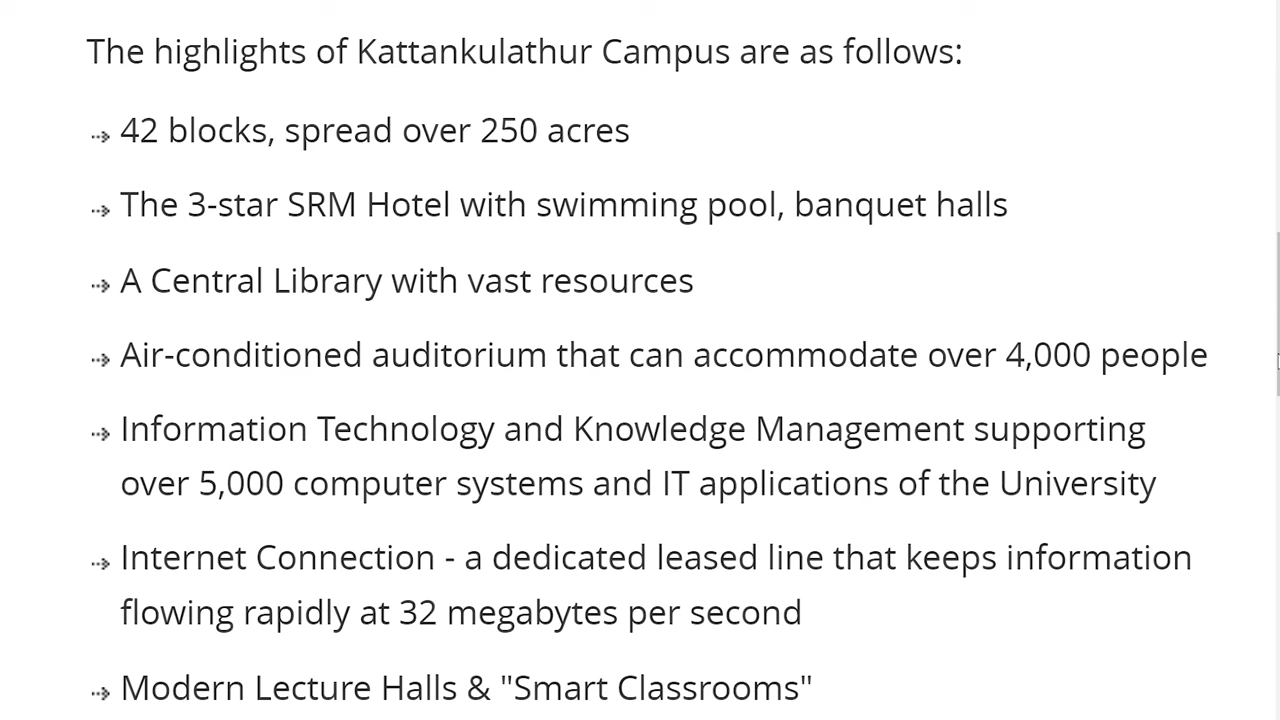 The highlights of Kattankulathur Campus are as follows:
42 blocks, spread over 250 acres
The 3-star SRM Hotel with swimming pool, banquet halls
A Central Library with vast resources
Air-conditioned auditorium that can accommodate over 4,000 people
Information Technology and Knowledge Management supporting
over 5,000 computer systems and IT applications of the University
Internet Connection - a dedicated leased line that keeps information
flowing rapidly at 32 megabytes per second
Modern Lecture Halls & "Smart Classrooms"